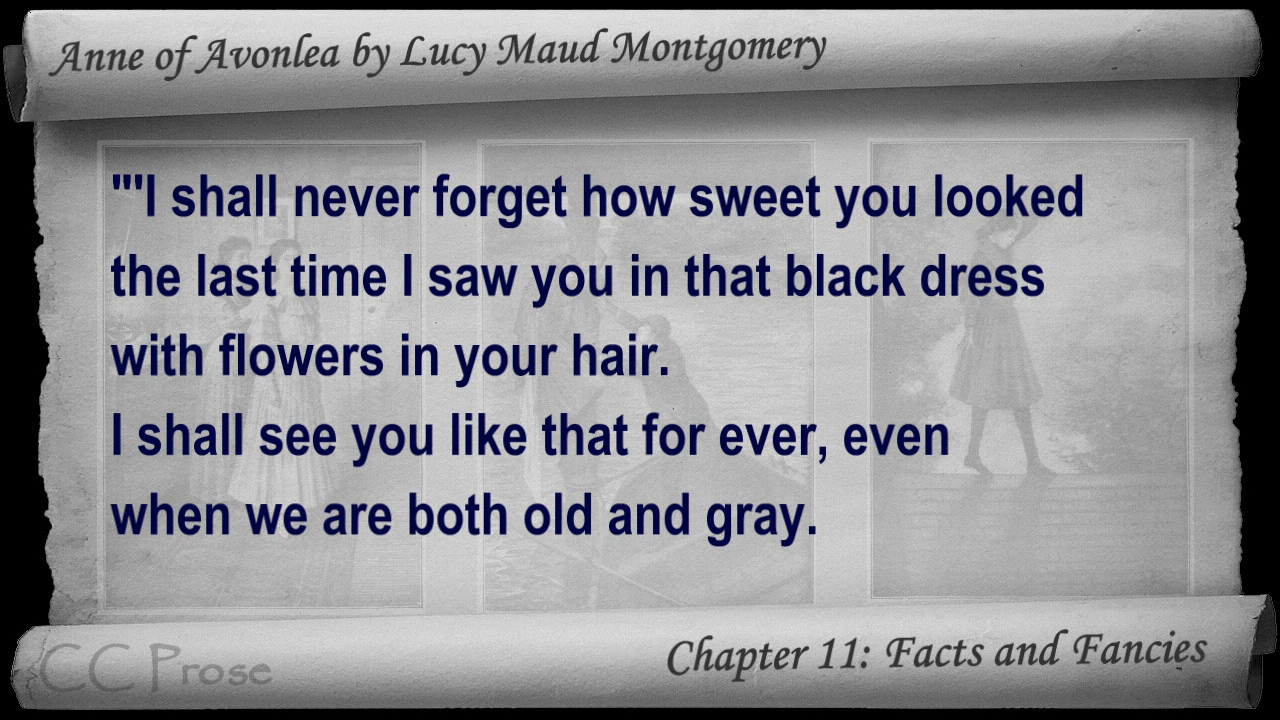 Anne of Avonlea by Lucy Maud Montgomery
"'"I shall never forget how sweet you looked
the last time I saw you in that black dress
with flowers in your hair.
I shall see you like that for ever, even
when we are both old and gray.
CC Prose
Chapter 11: Facts and Fancies